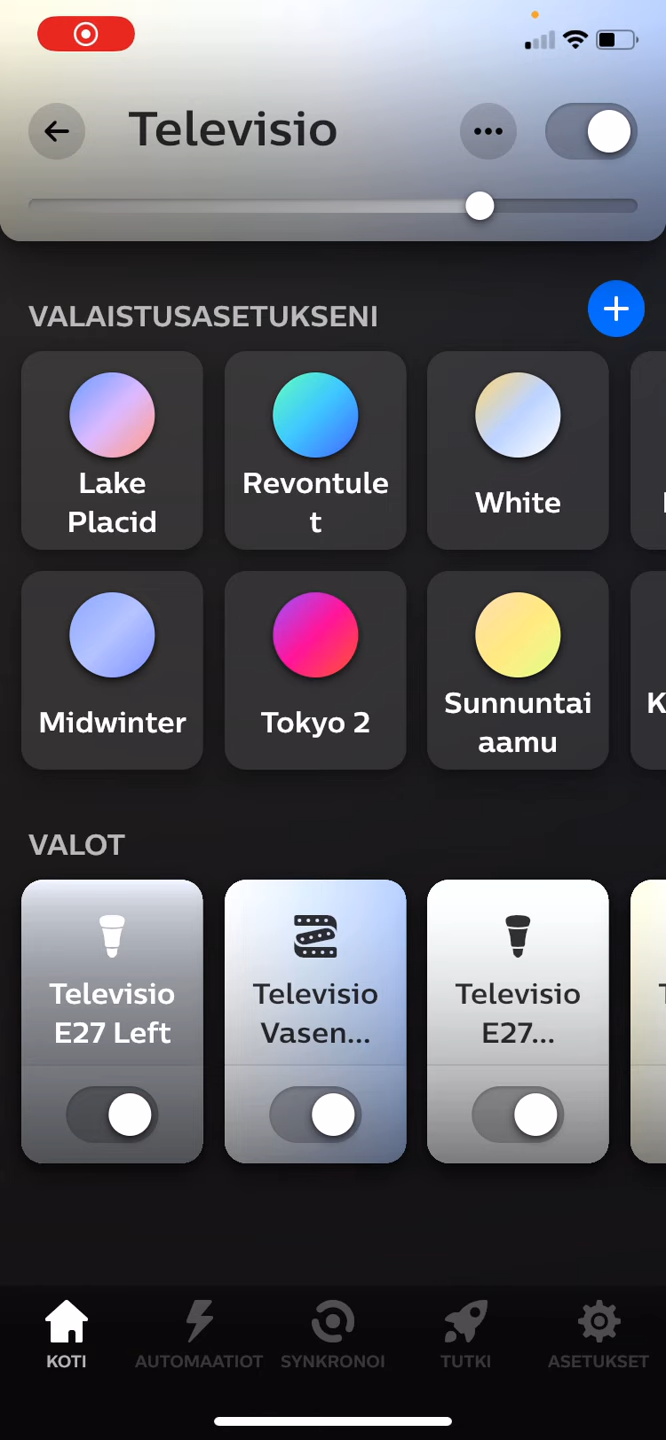 Televisio
VALAISTUSASETUKSENI
Lake
Placid
Revontule
t
White
Midwinter
Tokyo 2
Sunnuntai
aamu
K
VALOT
Televisio
E27 Left
Televisio
Vasen...
Televisio
E27...
KOTI
AUTOMAATIOT
SYNKRONOI
TUTKI
ASETUKSET